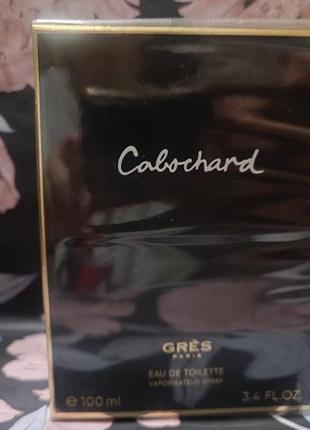 Cabochard
GRÈS
PARIS
EAU DE TOILETTE
VAPORISATEUR SPRAY
e 100 ml 3.4 FL.OZ.